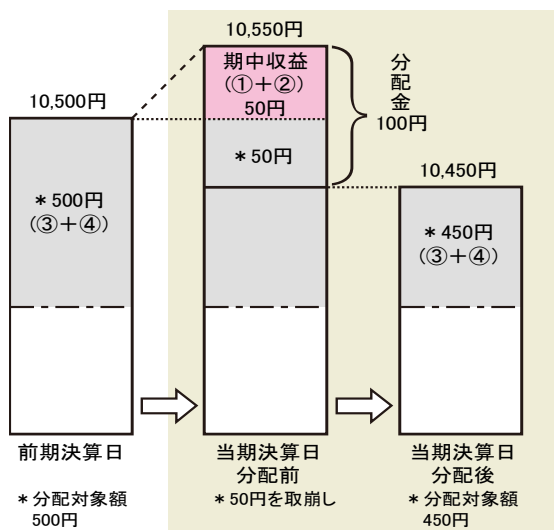 10,500円
*500円
(③+④)
前期決算日
*分配対象額
500円
10,550円
期中収益
(①+②)
50円
*50円
分配金
100円
当期決算日
分配前
*50円を取崩し
10,450円
*450円
(③+④)
当期決算日
分配後
*分配対象額
450円